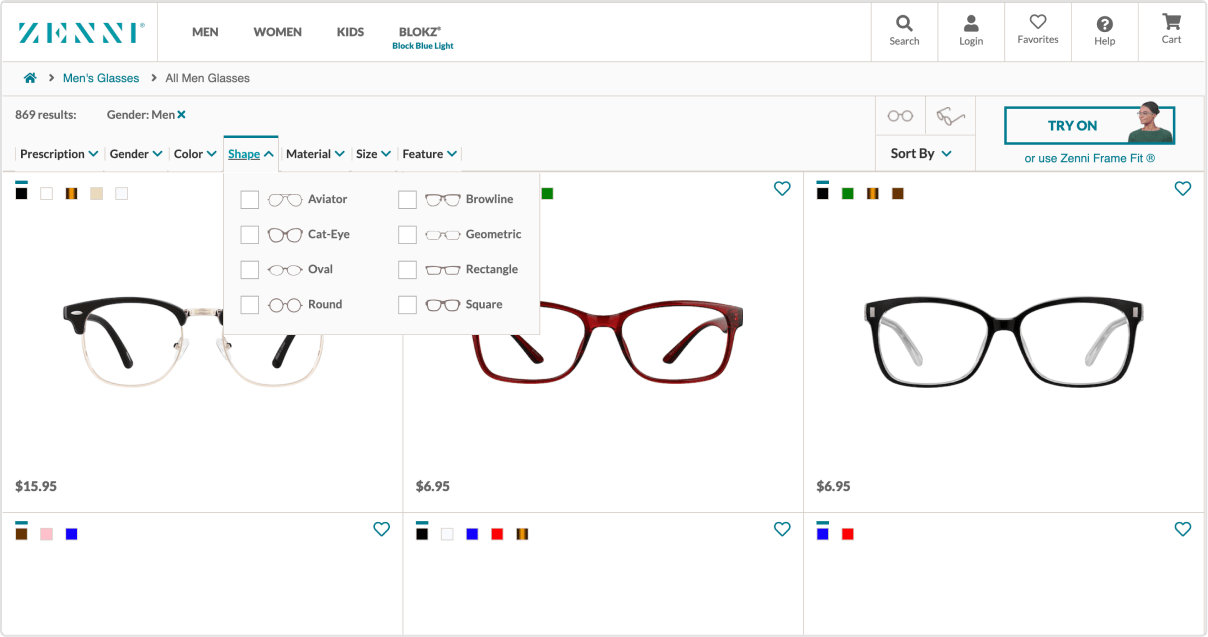 ZENNI®
MEN
WOMEN
KIDS
BLOKZ®
Block Blue Light
Search
Login
Favorites
Help
Cart
Men's Glasses
All Men Glasses
869 results:
Gender: Men
Prescription
Gender
Color
Shape
Material
Size
Feature
Sort By
TRY ON
or use Zenni Frame Fit ®
Aviator
Browline
Cat-Eye
Geometric
Oval
Rectangle
Round
Square
$15.95
$6.95
$6.95